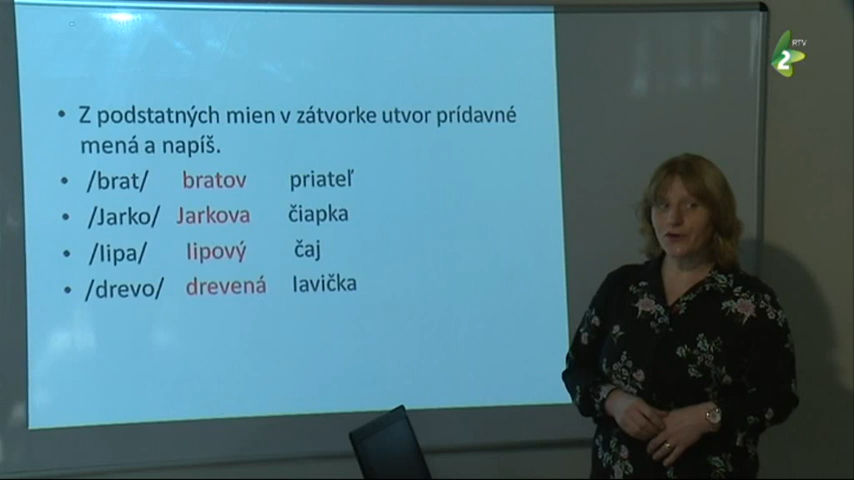 • Z podstatných mien v zátvorke utvor prídavné
mená a napíš.
• /brat/ bratov priateľ
• /Jarko/ Jarkova čiapka
• /lipa/ lipový čaj
• /drevo/ drevená lavička
RTV
2